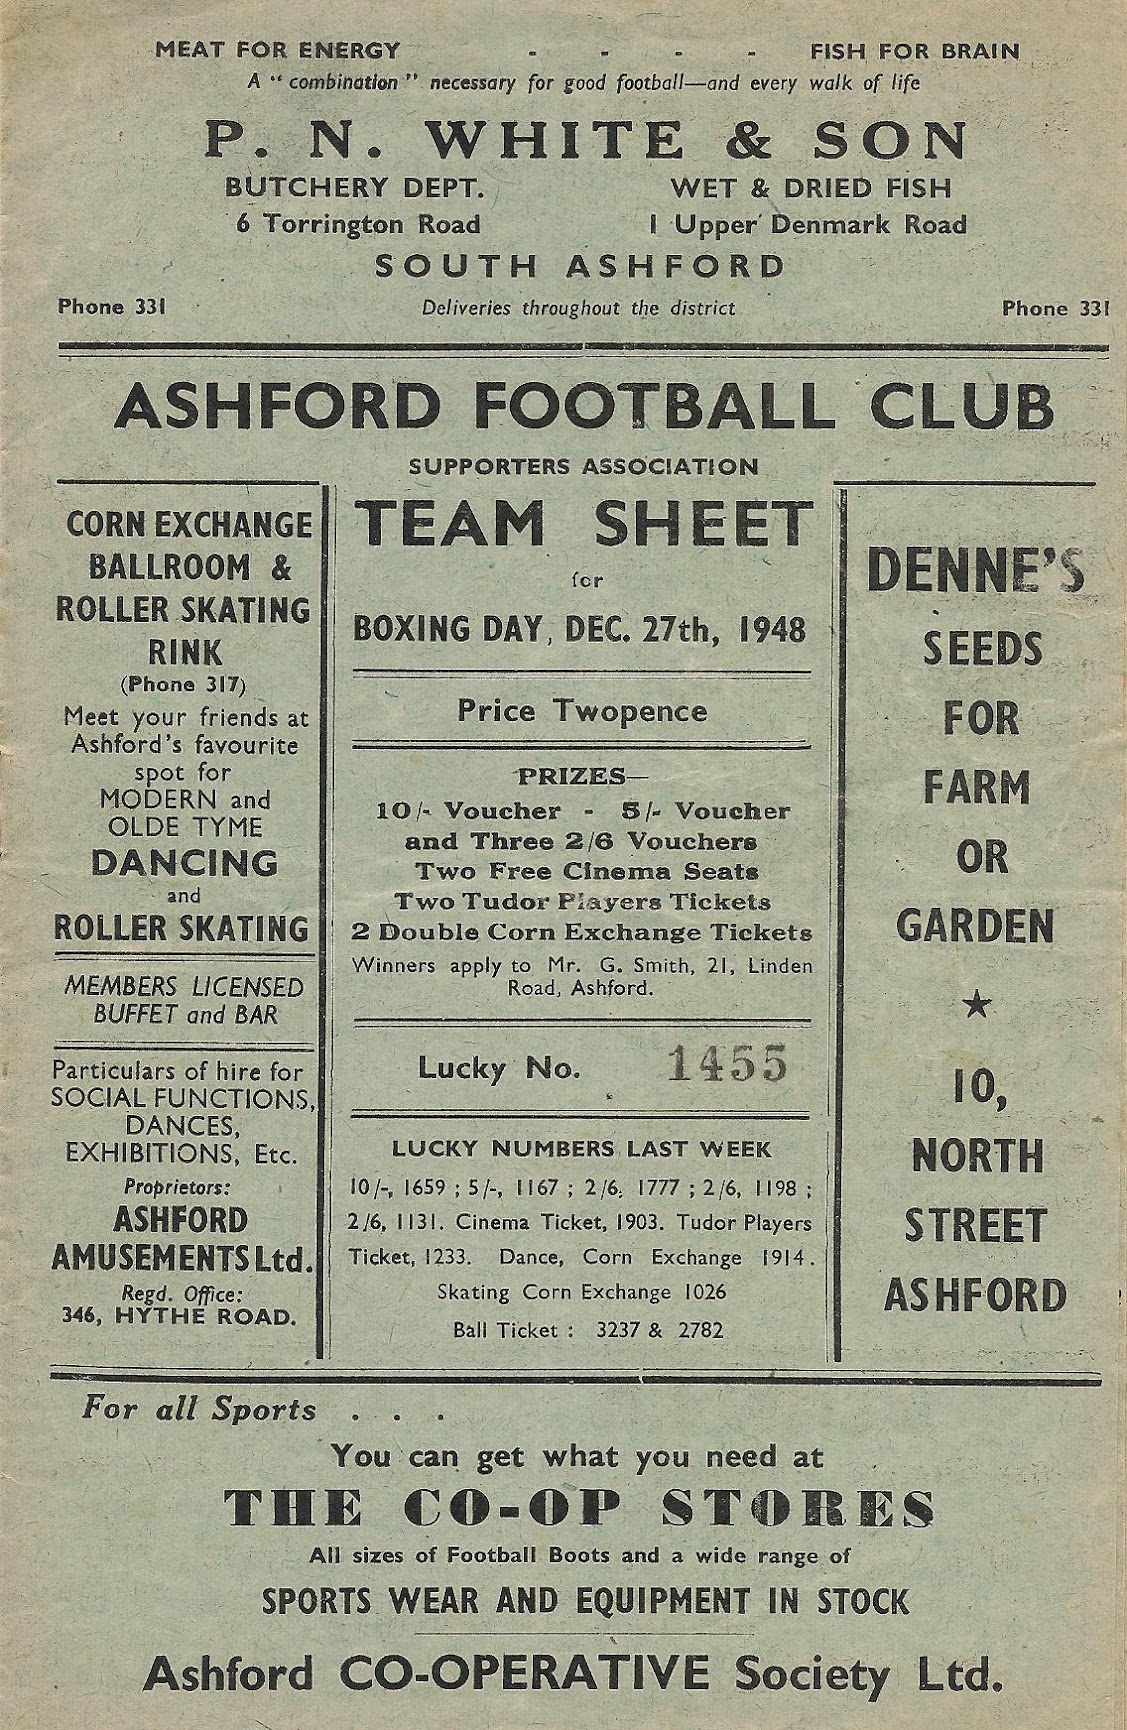 MEAT FOR ENERGY - - - - FISH FOR BRAIN
A "combination" necessary for good football—and every walk of life
P. N. WHITE & SON
BUTCHERY DEPT. WET & DRIED FISH
6 Torrington Road 1 Upper Denmark Road
SOUTH ASHFORD
Phone 331 Deliveries throughout the district Phone 331
ASHFORD FOOTBALL CLUB
SUPPORTERS ASSOCIATION
CORN EXCHANGE
BALLROOM &
ROLLER SKATING
RINK
(Phone 317)
Meet your friends at
Ashford's favourite
spot for
MODERN and
OLDE TYME
DANCING
and
ROLLER SKATING
MEMBERS LICENSED
BUFFET and BAR
Particulars of hire for
SOCIAL FUNCTIONS,
DANCES,
EXHIBITIONS, Etc.
Proprietors:
ASHFORD
AMUSEMENTS Ltd.
Regd. Office:
346, HYTHE ROAD.
TEAM SHEET
for
BOXING DAY, DEC. 27th, 1948
Price Twopence
PRIZES—
10/- Voucher - 5/- Voucher
and Three 2/6 Vouchers
Two Free Cinema Seats
Two Tudor Players Tickets
2 Double Corn Exchange Tickets
Winners apply to Mr. G. Smith, 21, Linden
Road, Ashford.
Lucky No. 1455
LUCKY NUMBERS LAST WEEK
10/-, 1659 ; 5/-, 1167 ; 2/6, 1777 ; 2/6, 1198 ;
2/6, 1131. Cinema Ticket, 1903. Tudor Players
Ticket, 1233. Dance, Corn Exchange 1914.
Skating Corn Exchange 1026
Ball Ticket : 3237 & 2782
DENNE'S
SEEDS
FOR
FARM
OR
GARDEN
★
10,
NORTH
STREET
ASHFORD
For all Sports . . .
You can get what you need at
THE CO-OP STORES
All sizes of Football Boots and a wide range of
SPORTS WEAR AND EQUIPMENT IN STOCK
Ashford CO-OPERATIVE Society Ltd.